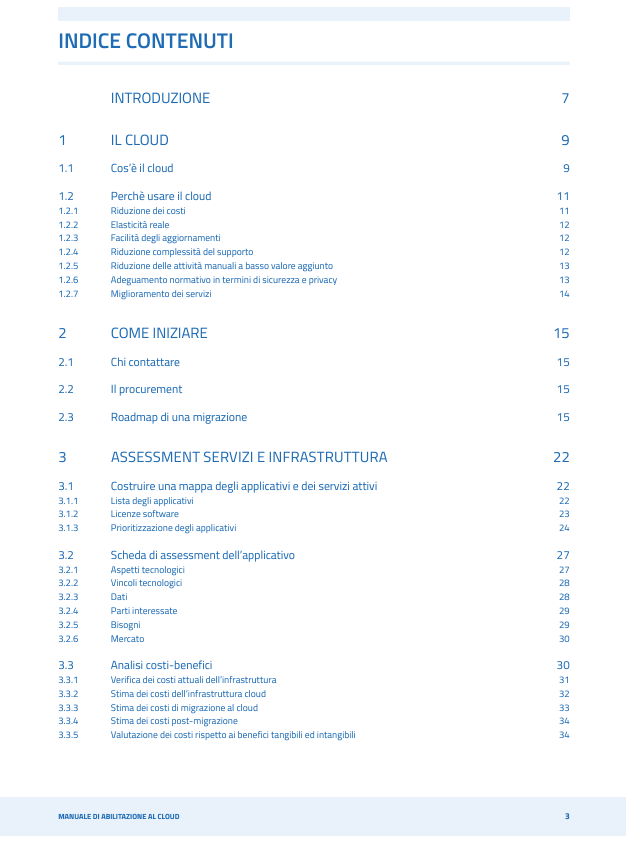 INDICE CONTENUTI
INTRODUZIONE 7
1 IL CLOUD 9
1.1 Cos'è il cloud 9
1.2 Perchè usare il cloud 11
1.2.1 Riduzione dei costi 11
1.2.2 Elasticità reale 12
1.2.3 Facilità degli aggiornamenti 12
1.2.4 Riduzione complessità del supporto 12
1.2.5 Riduzione delle attività manuali a basso valore aggiunto 13
1.2.6 Adeguamento normativo in termini di sicurezza e privacy 13
1.2.7 Miglioramento dei servizi 14
2 COME INIZIARE 15
2.1 Chi contattare 15
2.2 Il procurement 15
2.3 Roadmap di una migrazione 15
3 ASSESSMENT SERVIZI E INFRASTRUTTURA 22
3.1 Costruire una mappa degli applicativi e dei servizi attivi 22
3.1.1 Lista degli applicativi 22
3.1.2 Licenze software 23
3.1.3 Prioritizzazione degli applicativi 24
3.2 Scheda di assessment dell'applicativo 27
3.2.1 Aspetti tecnologici 27
3.2.2 Vincoli tecnologici 28
3.2.3 Dati 28
3.2.4 Parti interessate 29
3.2.5 Bisogni 29
3.2.6 Mercato 30
3.3 Analisi costi-benefici 30
3.3.1 Verifica dei costi attuali dell'infrastruttura 31
3.3.2 Stima dei costi dell'infrastruttura cloud 32
3.3.3 Stima dei costi di migrazione al cloud 33
3.3.4 Stima dei costi post-migrazione 34
3.3.5 Valutazione dei costi rispetto ai benefici tangibili ed intangibili 34
MANUALE DI ABILITAZIONE AL CLOUD 3